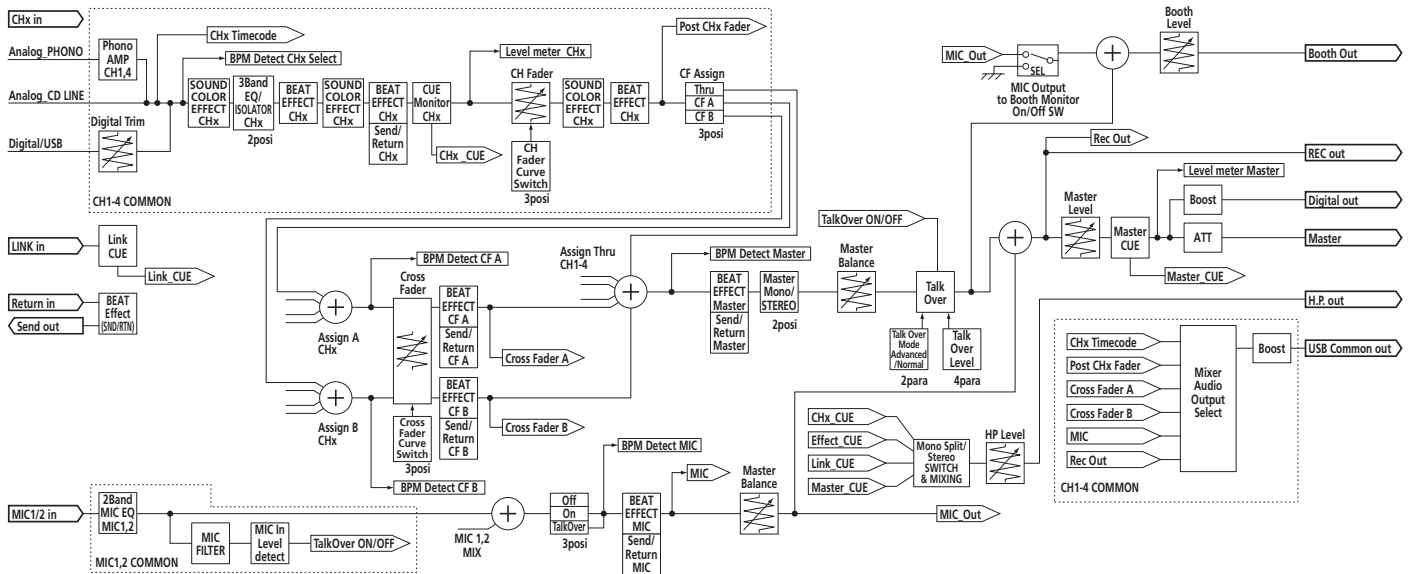 CHx in
Analog_PHONO
Phono
AMP
CH1,4
CHx Timecode
BPM Detect CHx Select
Analog_CD LINE
SOUND
COLOR
EFFECT
CHx
3Band
EQ/
ISOLATOR
CHx
2posi
BEAT
EFFECT
CHx
SOUND
COLOR
EFFECT
CHx
BEAT
EFFECT
CHx
Send/
Return
CHx
CUE
Monitor
CHx
CHx _CUE
Level meter CHx
CH Fader
CH
Fader
Curve
Switch
3posi
SOUND
COLOR
EFFECT
CHx
BEAT
EFFECT
CHx
Post CHx Fader
CF Assign
Thru
CF A
CF B
3posi
Digital Trim
Digital/USB
CH1-4 COMMON
MIC_Out
SEL
MIC Output
to Booth Monitor
On/Off SW
Booth
Level
Booth Out
Rec Out
REC out
Level meter Master
Master
Level
Master
CUE
Boost
Digital out
ATT
Master
Master_CUE
LINK in
Link
CUE
Link_CUE
Return in
Send out
BEAT
Effect
(SND/RTN)
BPM Detect CF A
Assign A
CHx
Cross
Fader
BEAT
EFFECT
CF A
Send/
Return
CF A
Cross Fader A
Assign Thru
CH1-4
BPM Detect Master
BEAT
EFFECT
Master
Send/
Return
Master
Master
Mono/
STEREO
2posi
Master
Balance
TalkOver ON/OFF
Talk
Over
Talk Over
Mode
Advanced
/Normal
2para
Talk
Over
Level
4para
Assign B
CHx
Cross
Fader
Curve
Switch
3posi
BEAT
EFFECT
CF B
Send/
Return
CF B
Cross Fader B
BPM Detect CF B
H.P. out
CHx_CUE
Effect_CUE
Link_CUE
Master_CUE
Mono Split/
Stereo
SWITCH
& MIXING
HP Level
CHx Timecode
Post CHx Fader
Cross Fader A
Cross Fader B
MIC
Rec Out
Mixer
Audio
Output
Select
Boost
USB Common out
CH1-4 COMMON
MIC1/2 in
2Band
MIC EQ
MIC1,2
MIC
FILTER
MIC In
Level
detect
TalkOver ON/OFF
MIC1,2 COMMON
MIC 1,2
MIX
Off
On
TalkOver
3posi
BPM Detect MIC
BEAT
EFFECT
MIC
Send/
Return
MIC
MIC
Master
Balance
MIC_Out